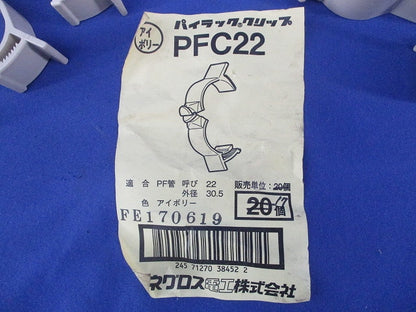 アイボリー
パイラック®クリップ
PFC22
適合 PF管 呼び 22 販売単位:20個
外径 30.5
色 アイボリー
20個
FE170619
245 71270 38452 2
ネグロス電工株式会社